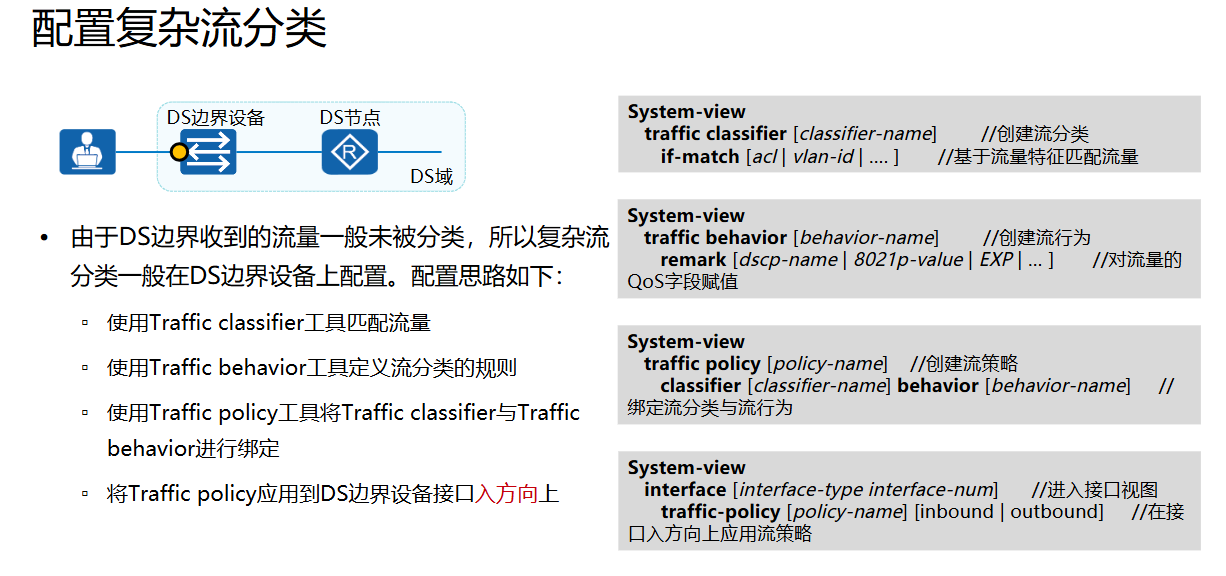 配置复杂流分类
DS边界设备
DS节点
R
DS域
• 由于DS边界收到的流量一般未被分类，所以复杂流
分类一般在DS边界设备上配置。配置思路如下：
▫ 使用Traffic classifier工具匹配流量
▫ 使用Traffic behavior工具定义流分类的规则
▫ 使用Traffic policy工具将Traffic classifier与Traffic
behavior进行绑定
▫ 将Traffic policy应用到DS边界设备接口入方向上
System-view
traffic classifier [classifier-name] //创建流分类
if-match [acl | vlan-id | .... ] //基于流量特征匹配流量
System-view
traffic behavior [behavior-name] //创建流行为
remark [dscp-name | 8021p-value | EXP | ... ] //对流量的
QoS字段赋值
System-view
traffic policy [policy-name] //创建流策略
classifier [classifier-name] behavior [behavior-name] //
绑定流分类与流行为
System-view
interface [interface-type interface-num] //进入接口视图
traffic-policy [policy-name] [inbound | outbound] //在接
口入方向上应用流策略